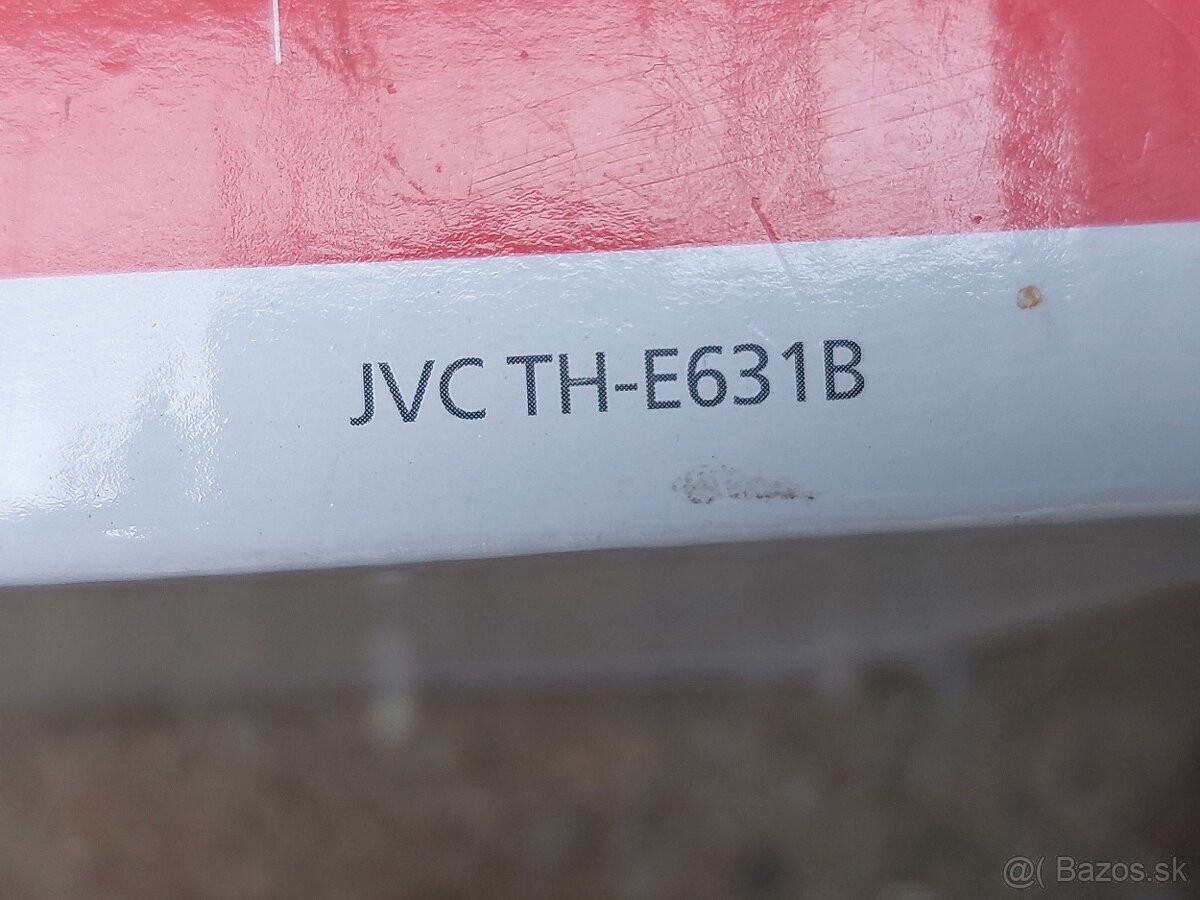 JVC TH-E631B
@( Bazos.sk